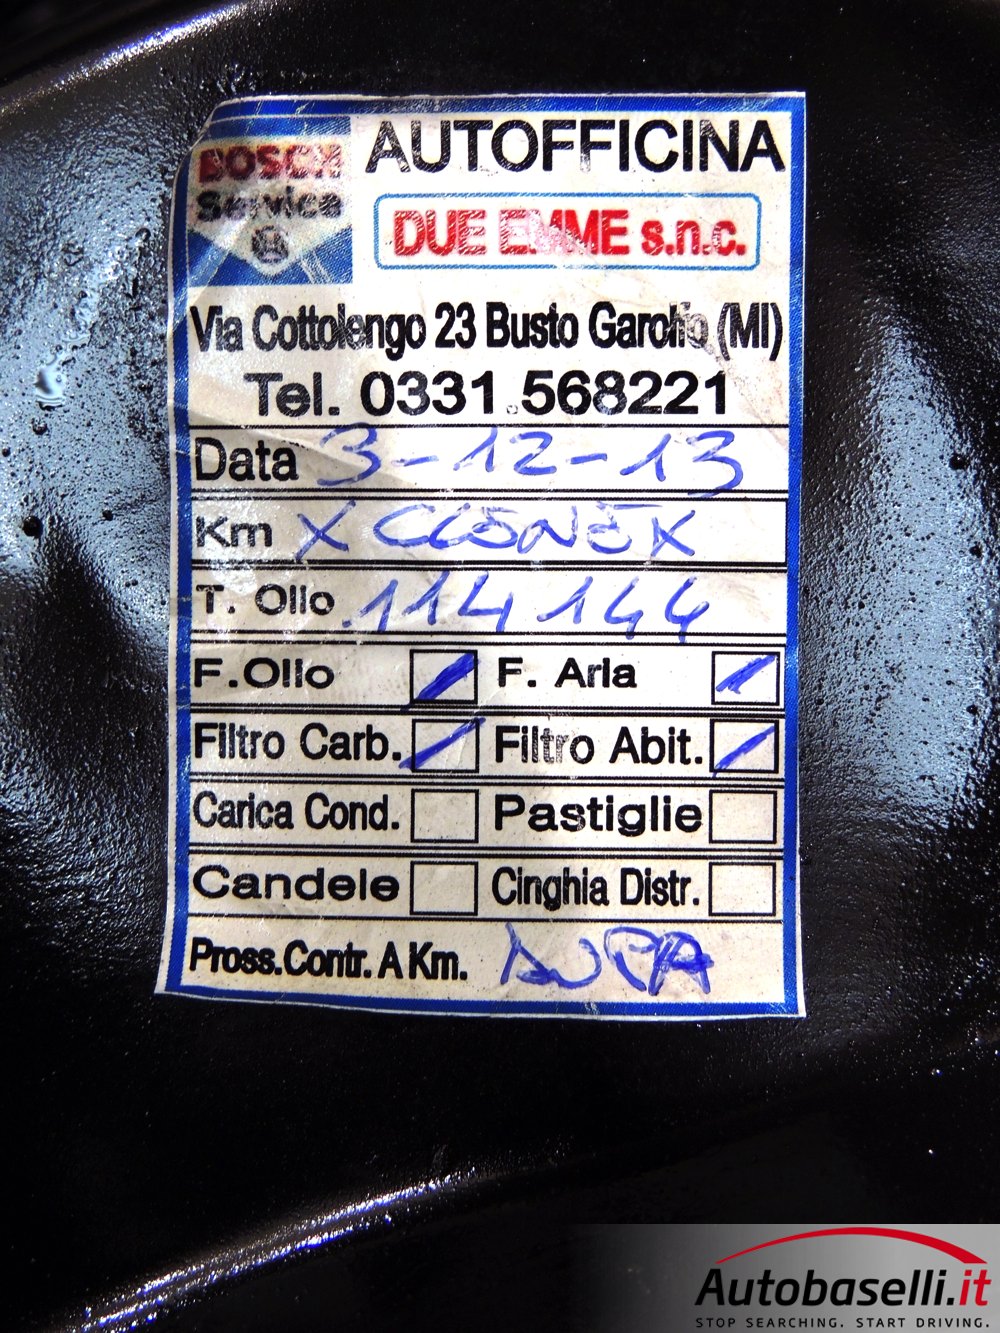 BOSCH
Service
AUTOFFICINA
DUE EMME s.n.c.
Via Cottolengo 23 Busto Garolfo (MI)
Tel. 0331.568221
Data 3-12-13
Km X
T. Olio 114144
F.Olio F. Aria
Filtro Carb. Filtro Abit.
Carica Cond. Pastiglie
Candele Cinghia Distr.
Pross.Contr. A Km.
Autobaselli.it
STOP SEARCHING. START DRIVING.